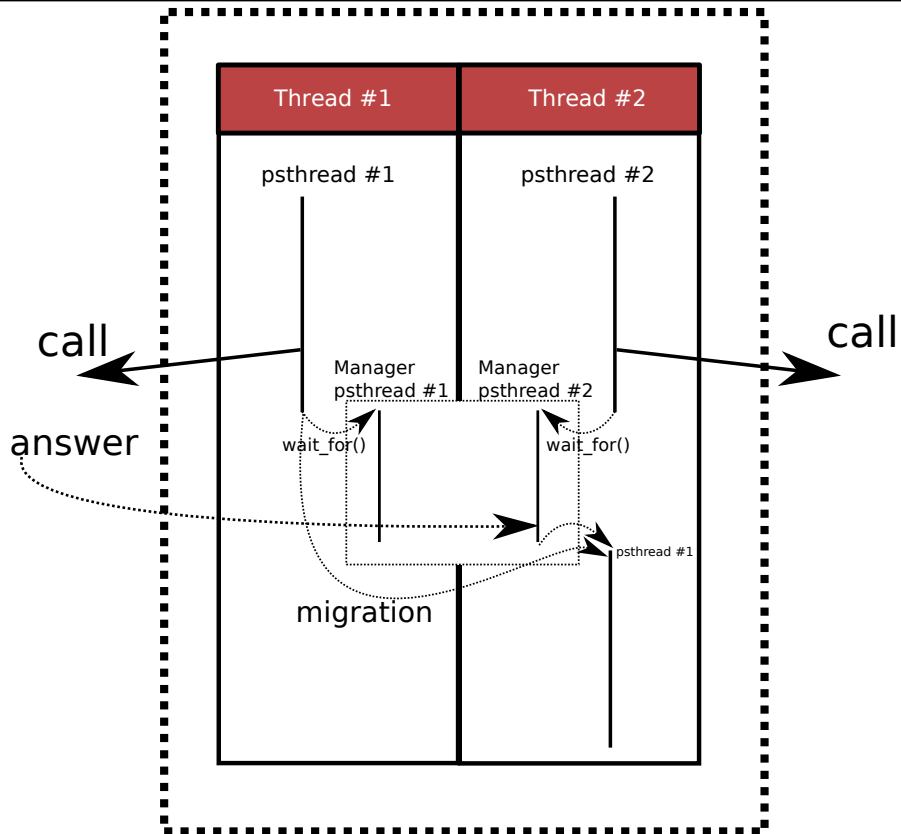 Thread #1
Thread #2
psthread #1
psthread #2
call
call
Manager
psthread #1
Manager
psthread #2
answer
wait_for()
wait_for()
psthread #1
migration